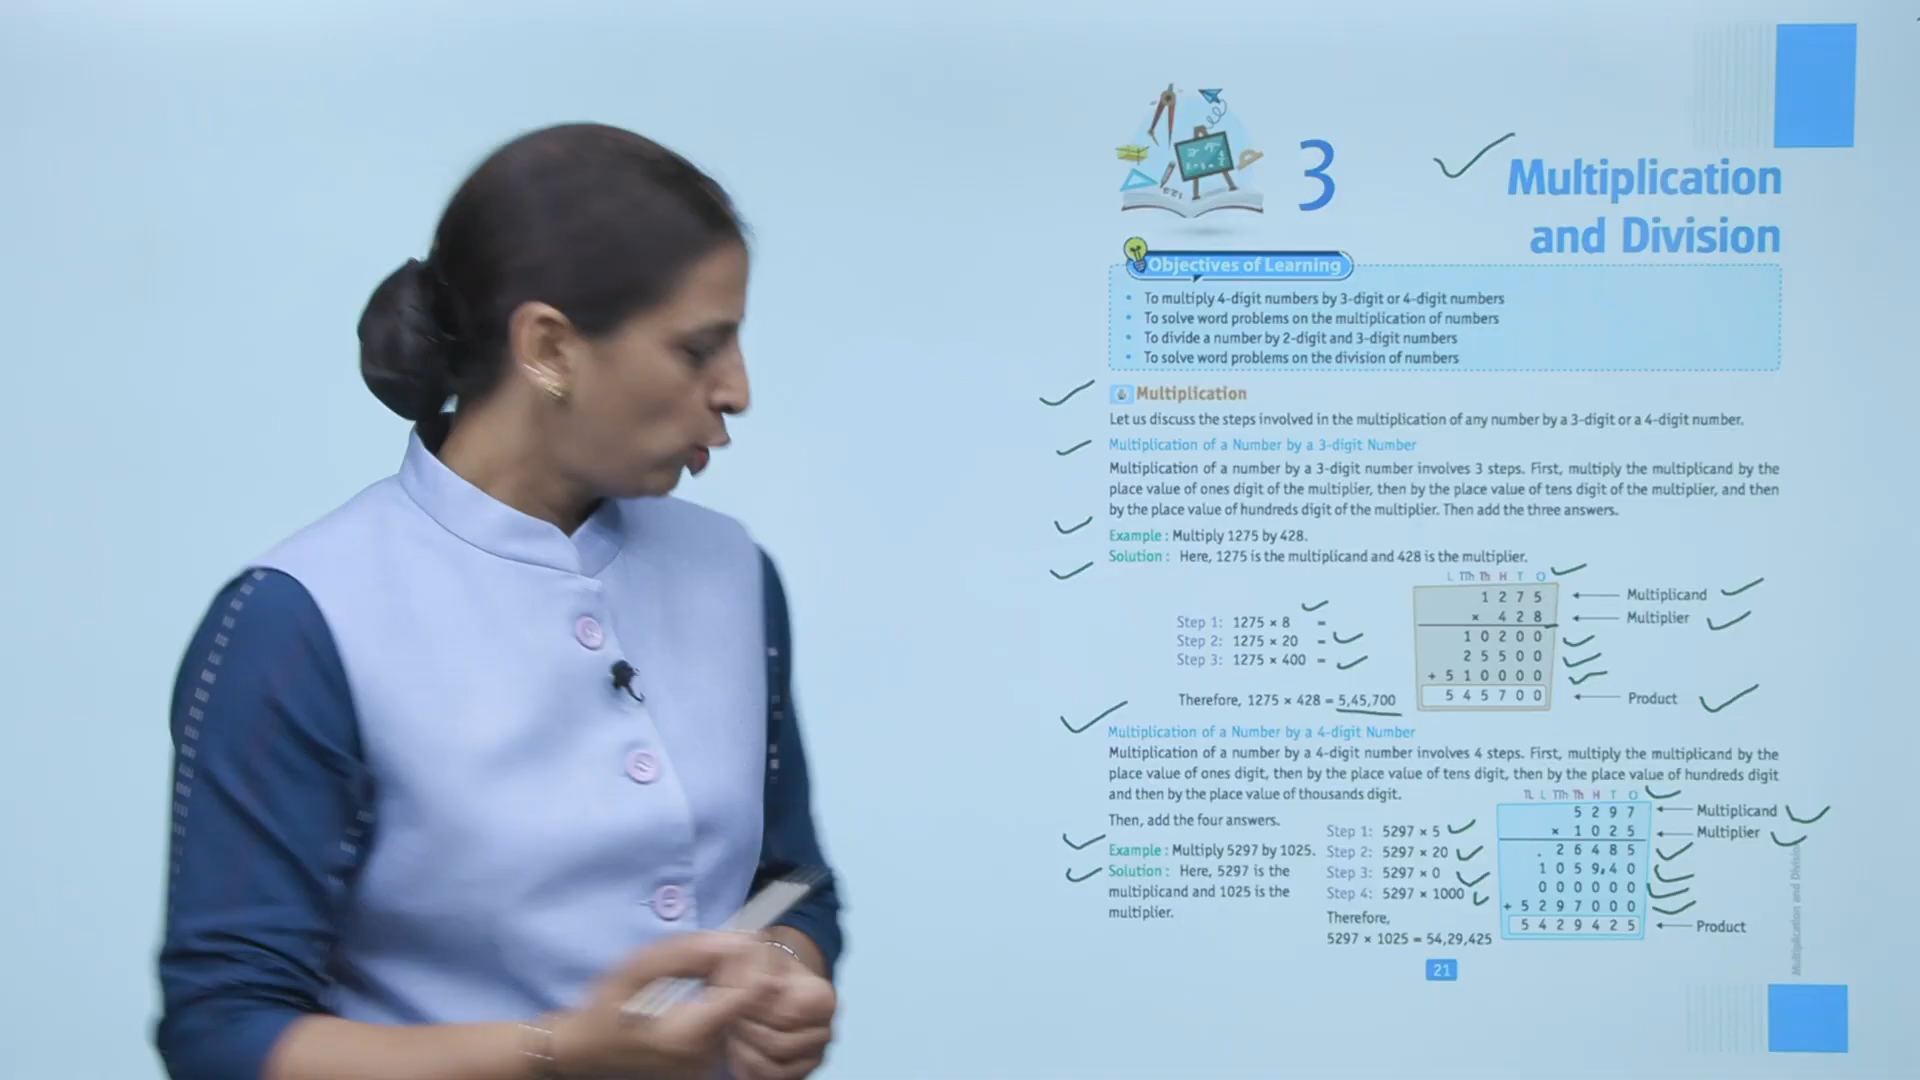 3
Multiplication
and Division
Objectives of Learning
• To multiply 4-digit numbers by 3-digit or 4-digit numbers
• To solve word problems on the multiplication of numbers
• To divide a number by 2-digit and 3-digit numbers
• To solve word problems on the division of numbers
Multiplication
Let us discuss the steps involved in the multiplication of any number by a 3-digit or a 4-digit number.
Multiplication of a Number by a 3-digit Number
Multiplication of a number by a 3-digit number involves 3 steps. First, multiply the multiplicand by the
place value of ones digit of the multiplier, then by the place value of tens digit of the multiplier, and then
by the place value of hundreds digit of the multiplier. Then add the three answers.
Example : Multiply 1275 by 428.
Solution : Here, 1275 is the multiplicand and 428 is the multiplier.
L TTh Th H T O
1 2 7 5 Multiplicand
× 4 2 8 Multiplier
Step 1: 1275 × 8 = 1 0 2 0 0
Step 2: 1275 × 20 = 2 5 5 0 0
Step 3: 1275 × 400 = + 5 1 0 0 0 0
Therefore, 1275 × 428 = 5,45,700 5 4 5 7 0 0 Product
Multiplication of a Number by a 4-digit Number
Multiplication of a number by a 4-digit number involves 4 steps. First, multiply the multiplicand by the
place value of ones digit, then by the place value of tens digit, then by the place value of hundreds digit
and then by the place value of thousands digit.
Then, add the four answers.
Example : Multiply 5297 by 1025.
Solution : Here, 5297 is the
multiplicand and 1025 is the
multiplier.
Step 1: 5297 × 5
Step 2: 5297 × 20
Step 3: 5297 × 0
Step 4: 5297 × 1000
Therefore,
5297 × 1025 = 54,29,425
TL L TTh Th H T O
5 2 9 7 Multiplicand
× 1 0 2 5 Multiplier
2 6 4 8 5
1 0 5 9 4 0
0 0 0 0 0 0
+ 5 2 9 7 0 0 0
5 4 2 9 4 2 5 Product
21
Multiplication and Division